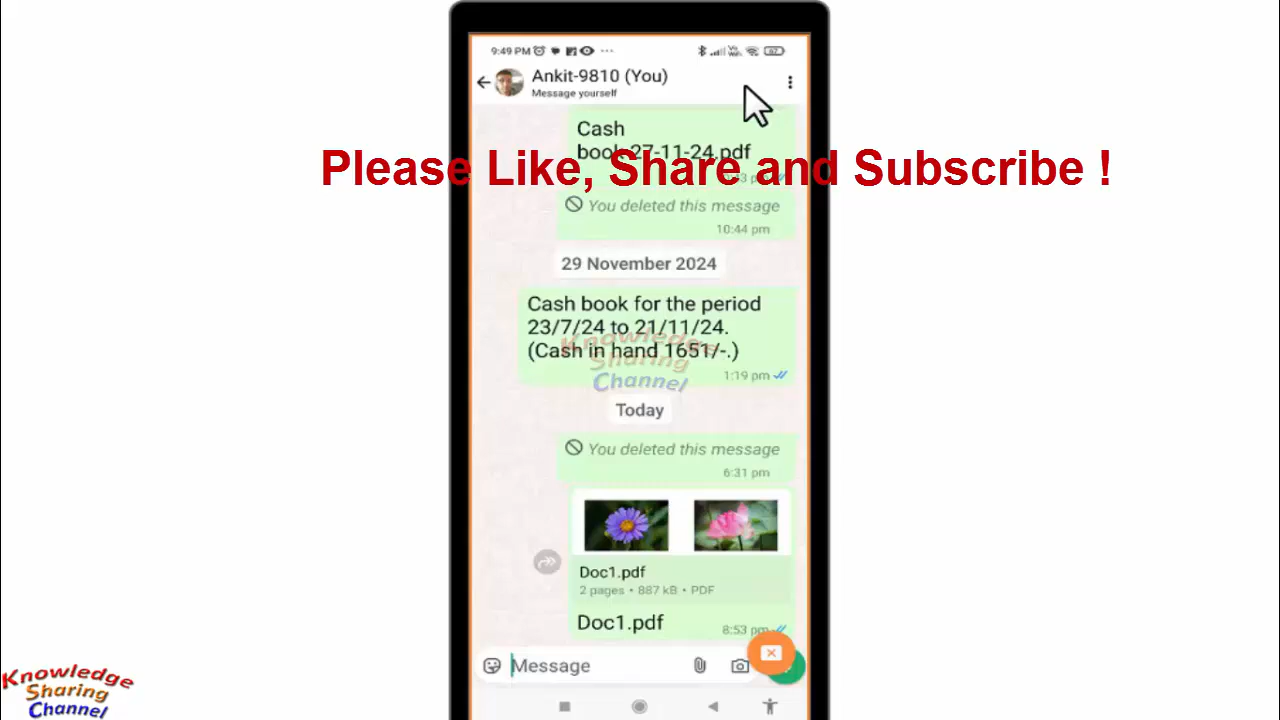 9:49 PM
Ankit-9810 (You)
Message yourself
Cash
book 27-11-24.pdf
Please Like, Share and Subscribe !
You deleted this message
10:44 pm
29 November 2024
Cash book for the period
23/7/24 to 21/11/24.
(Cash in hand 1651/-.)
1:19 pm
Knowledge
Sharing
Channel
Today
You deleted this message
6:31 pm
Doc1.pdf
2 pages • 887 kB • PDF
Doc1.pdf
8:53 pm
Message
Knowledge
Sharing
Channel